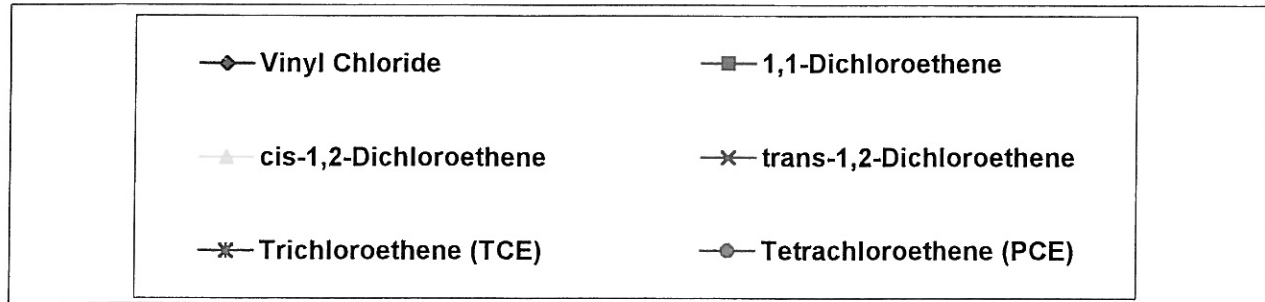 Vinyl Chloride
1,1-Dichloroethene
cis-1,2-Dichloroethene
trans-1,2-Dichloroethene
Trichloroethene (TCE)
Tetrachloroethene (PCE)